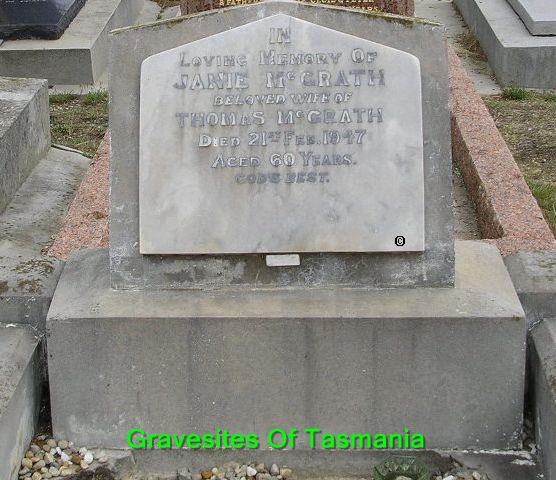 IN
LOVING MEMORY OF
JANIE McGRATH
BELOVED WIFE OF
THOMAS McGRATH
DIED 21ST FEB. 1947
AGED 60 YEARS.
GOD'S BEST.
©
Gravesites Of Tasmania